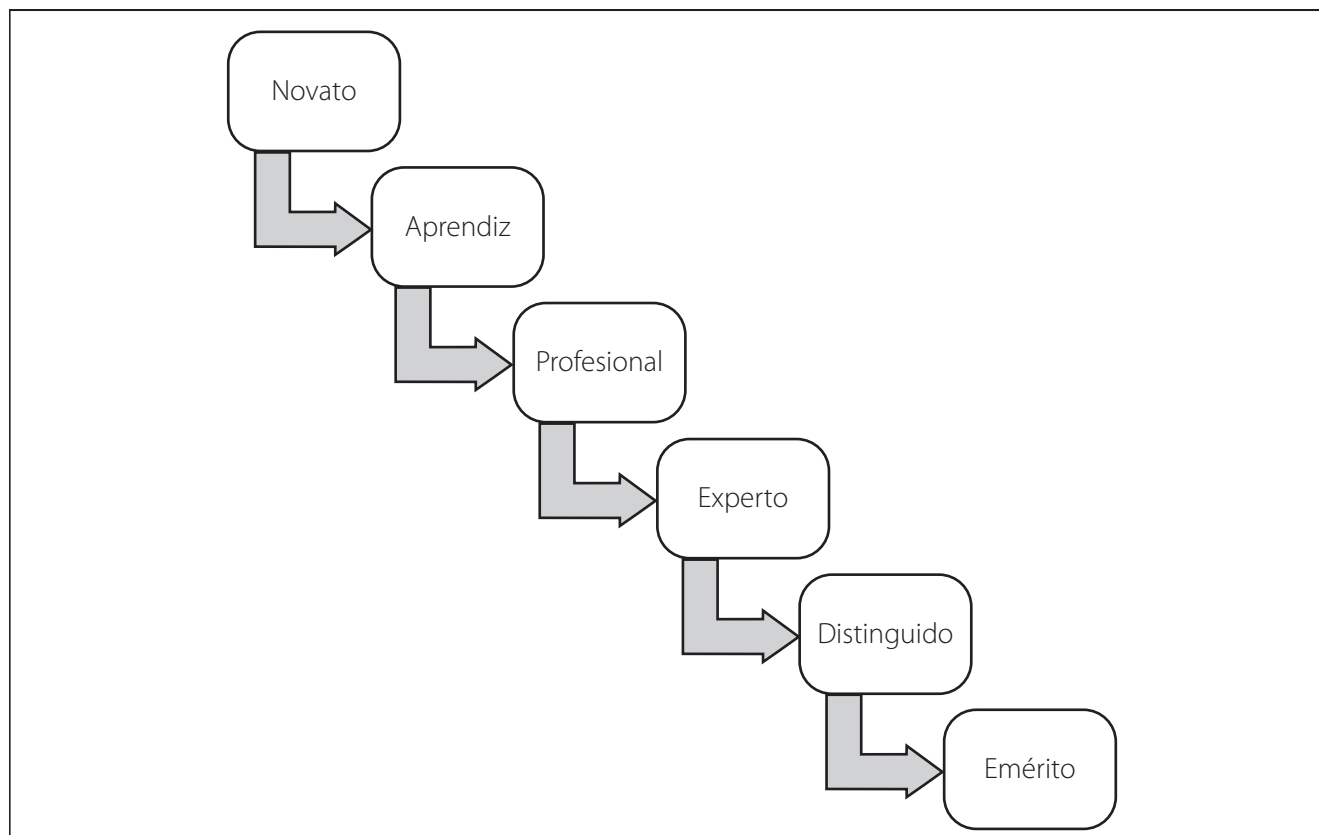 Novato
Aprendiz
Profesional
Experto
Distinguido
Emérito